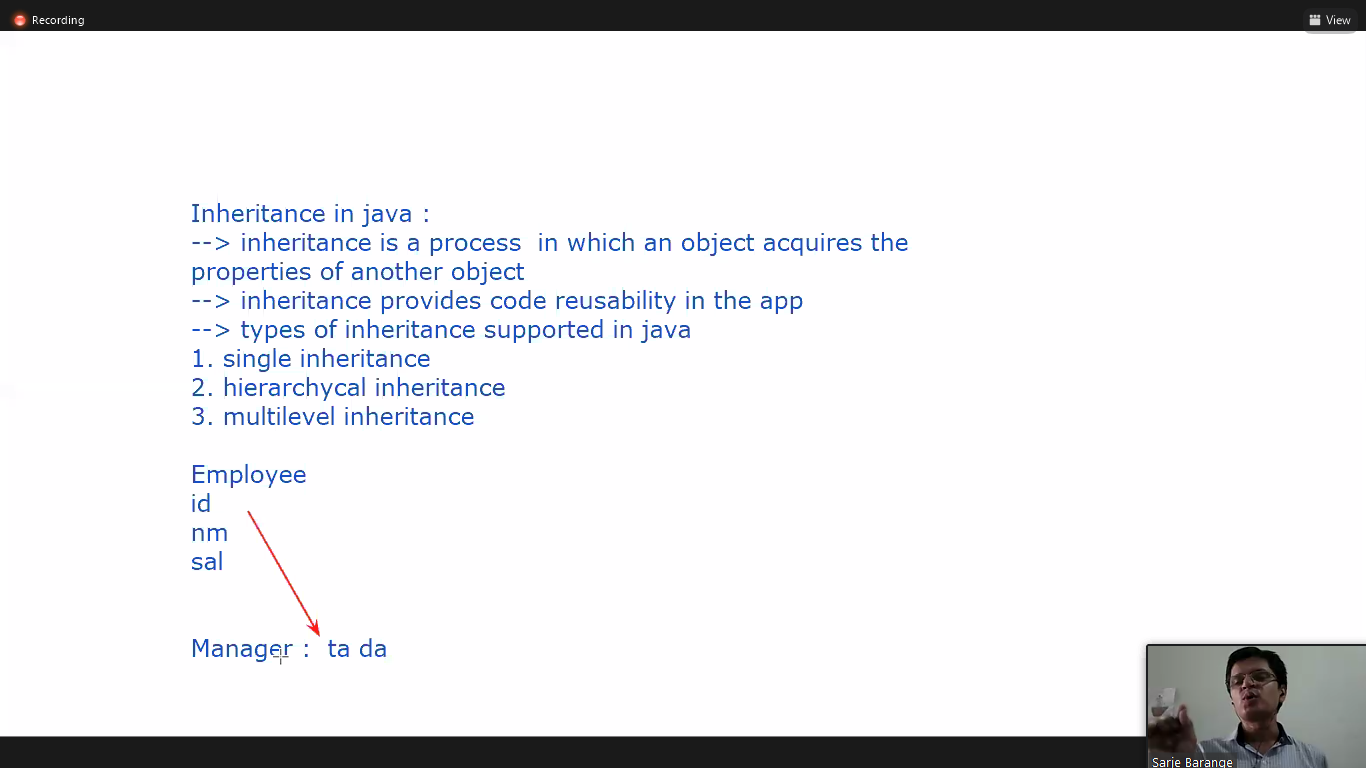 Recording
View
Inheritance in java :
--> inheritance is a process  in which an object acquires the
properties of another object
--> inheritance provides code reusability in the app
--> types of inheritance supported in java
1. single inheritance
2. hierarchycal inheritance
3. multilevel inheritance
Employee
id
nm
sal
Manager :  ta da
Sarje Barange